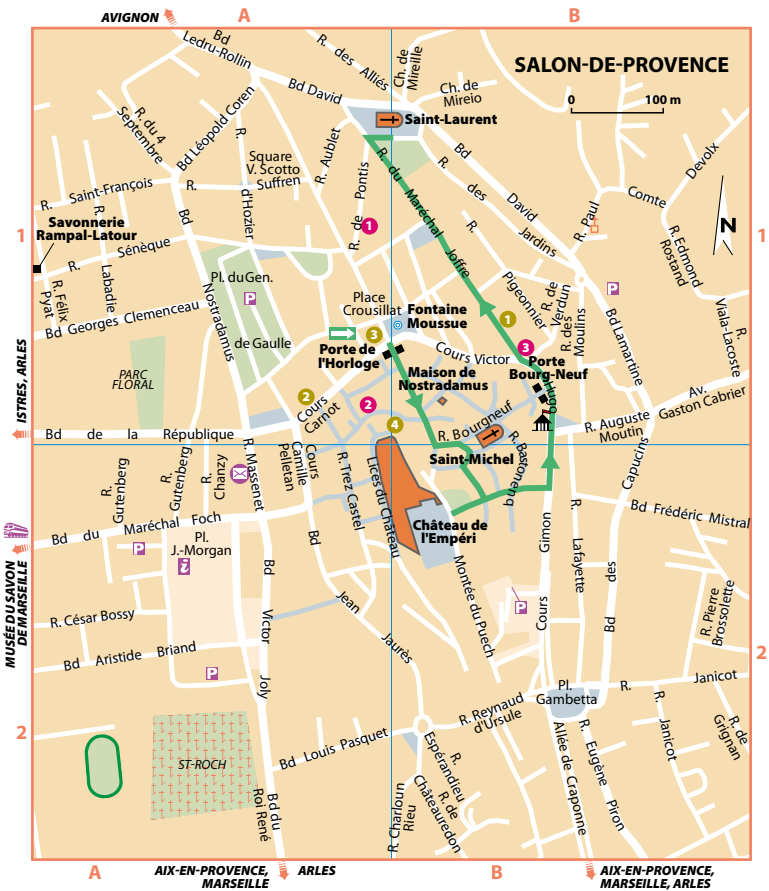 AVIGNON
A
B
SALON-DE-PROVENCE
0 100 m
Bd
Ledru-Rollin
R. des Alliés
Ch. de
Mireille
Ch. de
Mireio
Bd David
Saint-Laurent
R. du 4
Septembre
Bd Léopold Coren
R.
d'Hozier
Square
V. Scotto
R. Suffren
R. Aublet
R. de Pontis
R. du Maréchal Joffre
Bd David
R. des Jardins
R. Paul
Comte
Devolx
N
R. Saint-François
Savonnerie
Rampal-Latour
R. Sénèque
R. Labadie
R. Félix
Pyat
Bd
Nostradamus
Bd Georges Clemenceau
1
1
1
Pl. du Gen.
P
de Gaulle
Place
Crousillat
Fontaine
Moussue
3
Porte de
l'Horloge
R.
Pigeonnier
R. de
Verdun
R. des
Moulins
P
R. Edmond
Rostand
R.
Viala-Lacoste
Bd Lamartine
1
3
Cours Victor
Hugo
Porte
Bourg-Neuf
Maison de
Nostradamus
PARC
FLORAL
ISTRES, ARLES
2
Cours
Carnot
2
4
R. Bourgneuf
Saint-Michel
R. Bastonenq
R. Auguste
Moutin
Av.
Gaston Cabrier
Bd de la République
R.
Gutenberg
R.
Gutenberg
R.
Chanzy
R. Massenet
Cours
Camille
Pelletan
R. Trez Castel
Lices du Château
Château de
l'Empéri
Capucins
des
Bd
Bd Frédéric Mistral
Bd du Maréchal Foch
P
Pl.
J.-Morgan
i
MUSÉE DU SAVON
DE MARSEILLE
Bd
Victor
Joly
Bd
Jean
Jaurès
Montée du Puech
P
Cours
Gimon
R.
Lafayette
R. Pierre
Brossolette
R. César Bossy
Bd Aristide Briand
P
2
2
Pl.
Gambetta
R. Janicot
R.
Janicot
R. de
Grignan
R. Reynaud
d'Ursule
Bd Louis Pasquet
R.
Espérandieu
R. de
Châteauredon
R. Charloun
Rieu
Allée de Craponne
R. Eugène
Piron
ST-ROCH
Bd du
Roi René
A
AIX-EN-PROVENCE,
MARSEILLE
ARLES
B
AIX-EN-PROVENCE,
MARSEILLE, ARLES